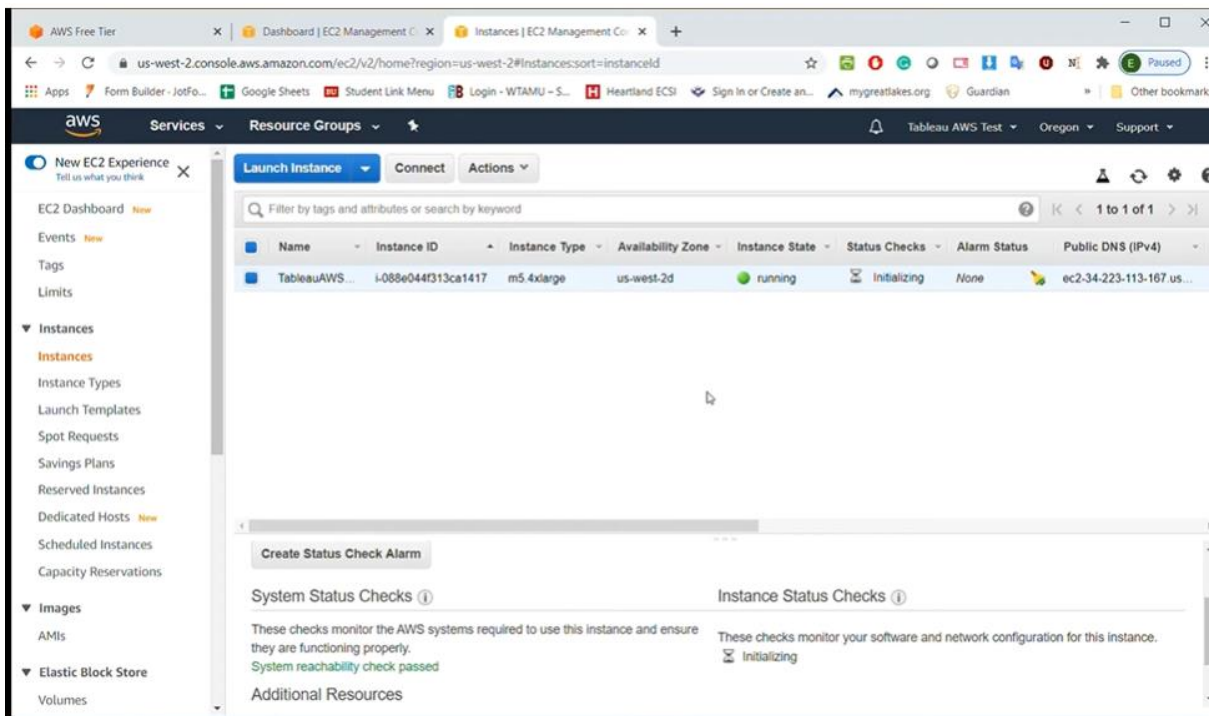 AWS Free Tier
Dashboard | EC2 Management C
Instances | EC2 Management Co
us-west-2.console.aws.amazon.com/ec2/v2/home?region=us-west-2#Instances:sort=instanceId
Paused
Apps Form Builder - JotFo... Google Sheets Student Link Menu Login - WTAMU – S... Heartland ECSI Sign In or Create an... mygreatlakes.org Guardian » Other bookmark
aws Services Resource Groups Tableau AWS Test Oregon Support
New EC2 Experience
Tell us what you think
EC2 Dashboard New
Events New
Tags
Limits
Instances
Instances
Instance Types
Launch Templates
Spot Requests
Savings Plans
Reserved Instances
Dedicated Hosts New
Scheduled Instances
Capacity Reservations
Images
AMIs
Elastic Block Store
Volumes
Launch Instance Connect Actions
Filter by tags and attributes or search by keyword
1 to 1 of 1
Name Instance ID Instance Type Availability Zone Instance State Status Checks Alarm Status Public DNS (IPv4)
TableauAWS... i-088e044f313ca1417 m5.4xlarge us-west-2d running Initializing None ec2-34-223-113-167.us...
Create Status Check Alarm
System Status Checks
These checks monitor the AWS systems required to use this instance and ensure
they are functioning properly.
System reachability check passed
Additional Resources
Instance Status Checks
These checks monitor your software and network configuration for this instance.
Initializing